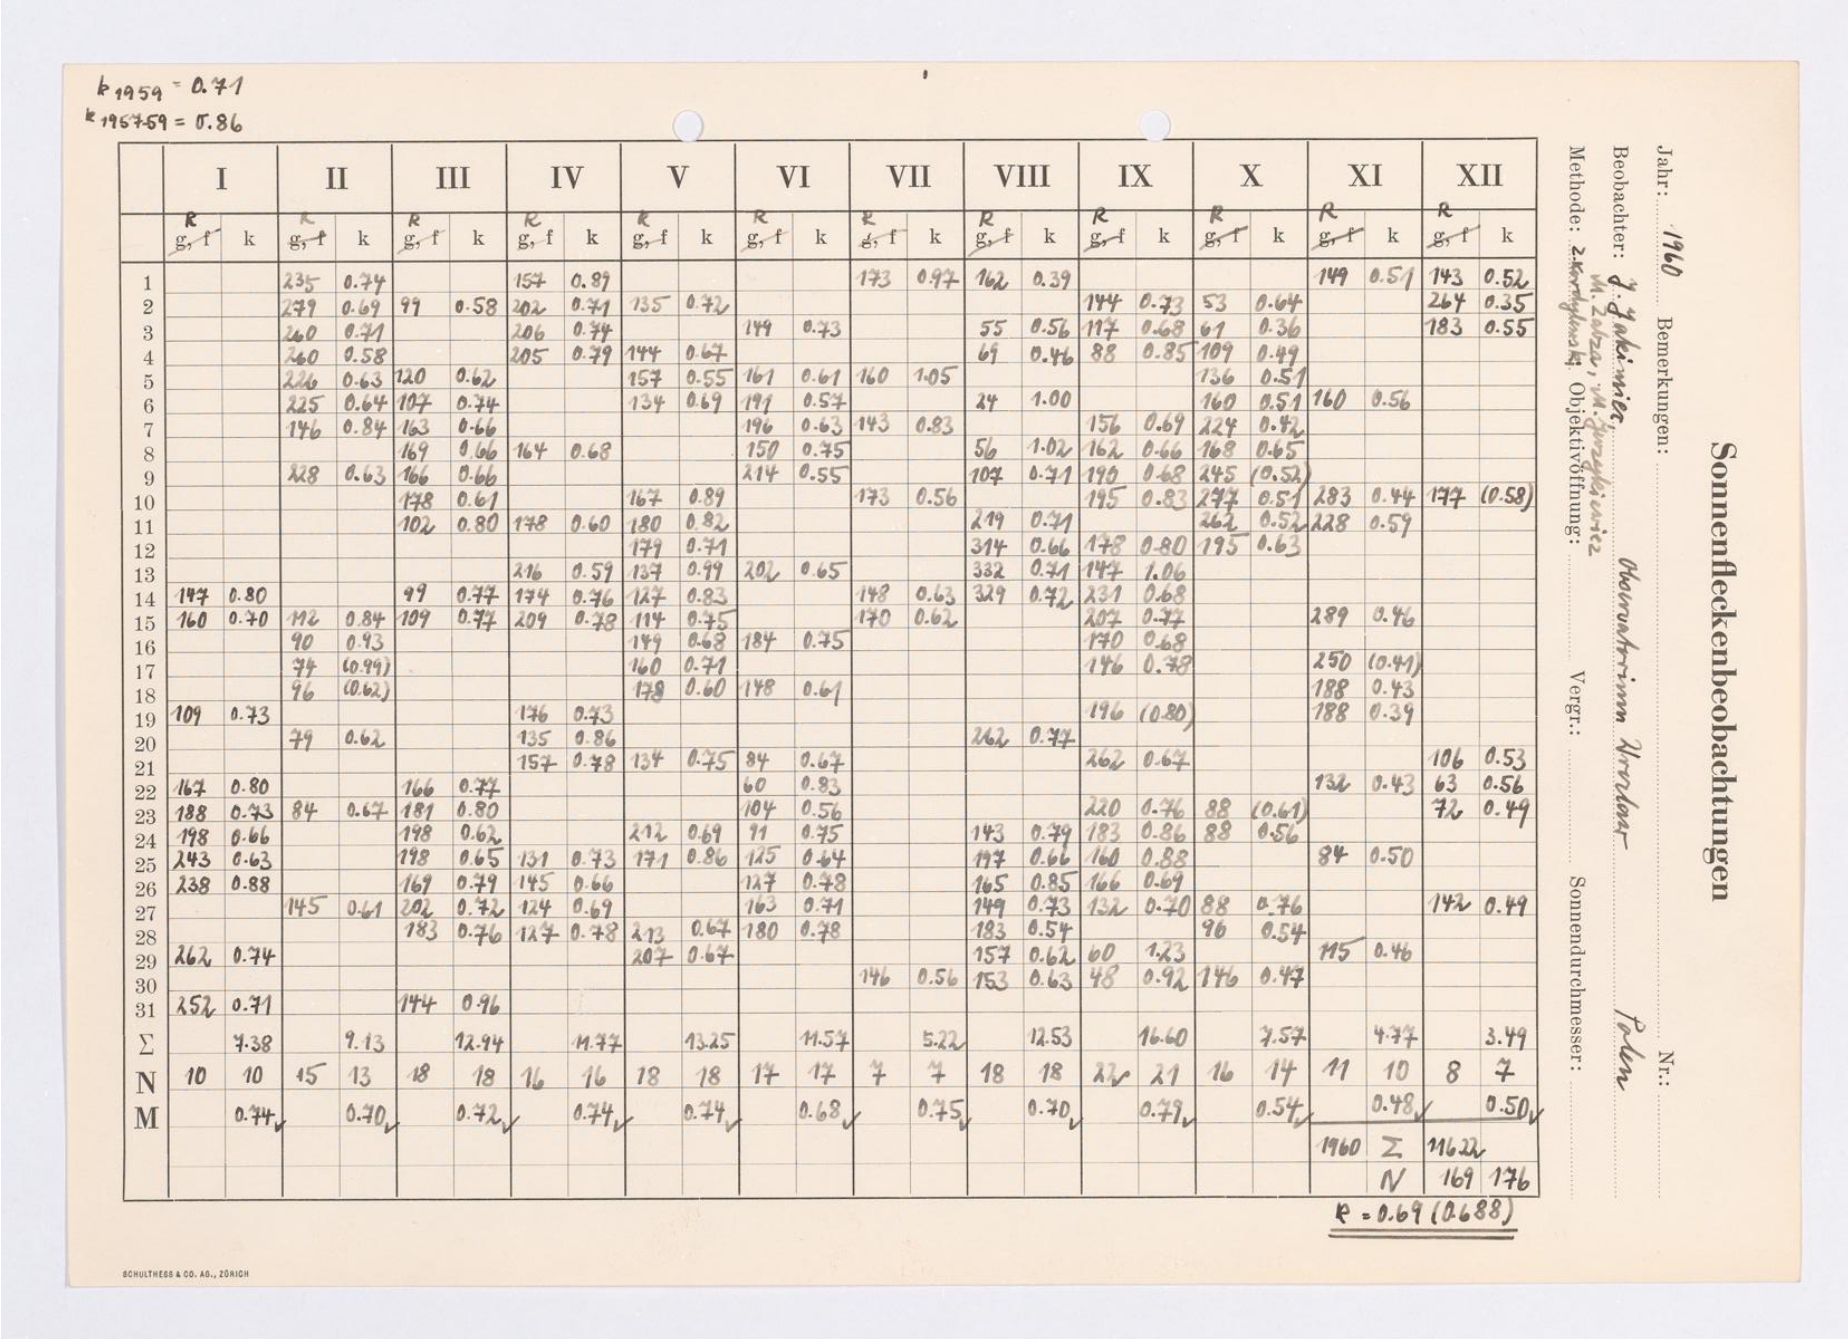 k 1959 = 0.71
k 1957-59 = 0.86
I II III IV V VI VII VIII IX X XI XII
R R R R R R R R R R R R
g, f k g, f k g, f k g, f k g, f k g, f k g, f k g, f k g, f k g, f k g, f k g, f k
1 235 0.74 157 0.89 173 0.97 162 0.39 149 0.51 143 0.52
2 279 0.69 99 0.58 202 0.71 135 0.72 144 0.73 53 0.64 264 0.35
3 260 0.71 206 0.74 149 0.73 55 0.56 117 0.68 61 0.36 183 0.55
4 260 0.58 205 0.79 144 0.67 69 0.46 88 0.85 109 0.49
5 226 0.63 120 0.62 157 0.55 161 0.61 160 1.05 136 0.51
6 225 0.64 107 0.74 134 0.69 191 0.57 24 1.00 160 0.51 160 0.56
7 146 0.84 163 0.66 196 0.63 143 0.83 156 0.69 224 0.42
8 169 0.66 164 0.68 150 0.75 56 1.02 162 0.66 168 0.65
9 228 0.63 166 0.66 214 0.55 107 0.71 190 0.68 245 (0.52)
10 178 0.61 167 0.89 173 0.56 195 0.83 277 0.51 283 0.44 177 (0.58)
11 102 0.80 178 0.60 180 0.82 219 0.71 262 0.52 228 0.59
12 179 0.71 314 0.66 178 0.80 195 0.63
13 216 0.59 137 0.99 202 0.65 332 0.71 147 1.06
14 147 0.80 99 0.77 174 0.76 127 0.83 148 0.63 329 0.72 231 0.68
15 160 0.70 112 0.84 109 0.77 209 0.78 114 0.75 170 0.62 207 0.77 289 0.46
16 90 0.93 149 0.68 184 0.75 170 0.68
17 74 (0.99) 160 0.71 146 0.78 250 (0.41)
18 96 (0.62) 178 0.60 148 0.61 188 0.43
19 109 0.73 176 0.73 196 (0.80) 188 0.39
20 79 0.62 135 0.86 262 0.77
21 157 0.78 134 0.75 84 0.67 262 0.67 106 0.53
22 167 0.80 166 0.77 60 0.83 132 0.43 63 0.56
23 188 0.73 84 0.67 181 0.80 104 0.56 220 0.76 88 (0.61) 72 0.49
24 198 0.66 198 0.62 212 0.69 91 0.75 143 0.79 183 0.86 88 0.56
25 243 0.63 198 0.65 131 0.73 171 0.86 125 0.64 197 0.66 160 0.88 84 0.50
26 238 0.88 169 0.79 145 0.66 127 0.78 165 0.85 166 0.69
27 145 0.61 202 0.72 124 0.69 163 0.71 149 0.73 132 0.70 88 0.76 142 0.49
28 183 0.76 127 0.78 213 0.67 180 0.78 183 0.54 96 0.54
29 262 0.74 207 0.67 157 0.62 60 1.23 115 0.46
30 146 0.56 153 0.63 48 0.92 146 0.47
31 252 0.71 144 0.96
Σ 7.38 9.13 12.94 11.77 13.25 11.57 5.22 12.53 16.60 7.57 4.77 3.49
N 10 10 15 13 18 18 16 16 18 18 17 17 7 7 18 18 22 21 16 14 11 10 8 7
M 0.74 0.70 0.72 0.74 0.74 0.68 0.75 0.70 0.79 0.54 0.48 0.50
1960 Σ 116.22
N 169 176
k = 0.69 (0.688)
SCHULTHESS & CO. AG., ZÜRICH
Sonnenfleckenbeobachtungen
Jahr: 1960 Bemerkungen: Nr.:
Beobachter: J. Jakimiec, Observatorium Wroclaw Polen
M. Zatza, M. Jerzykiewicz
Methode: 2. Objektivöffnung: Vergr.: Sonnendurchmesser: